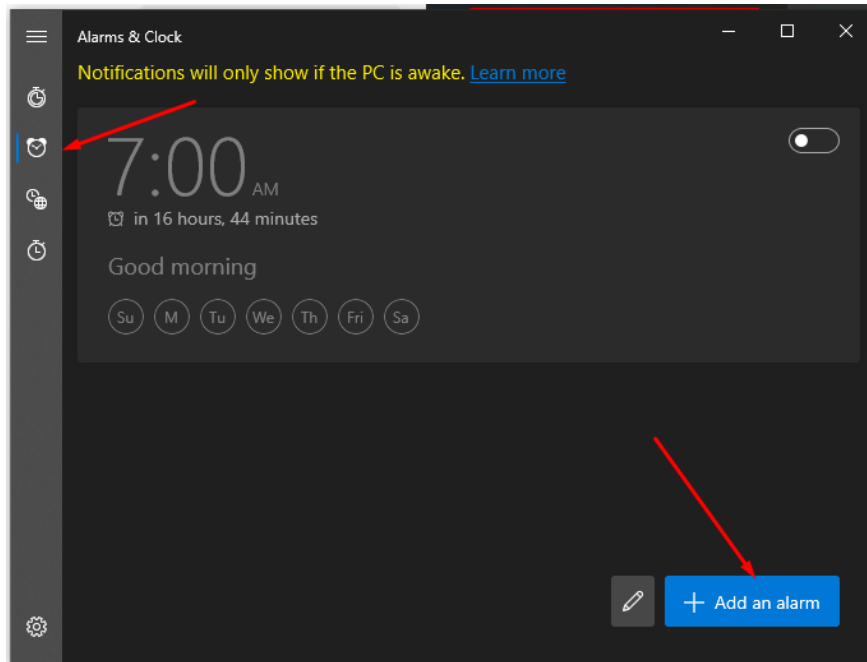 Alarms & Clock
Notifications will only show if the PC is awake. Learn more
7:00 AM
in 16 hours, 44 minutes
Good morning
Su M Tu We Th Fri Sa
Add an alarm